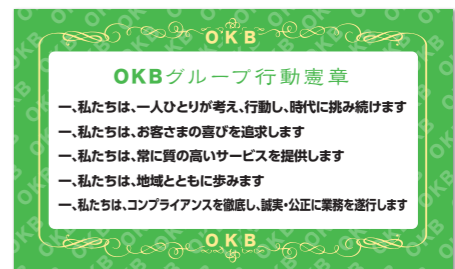 OKB
OKBグループ行動憲章
一、私たちは、一人ひとりが考え、行動し、時代に挑み続けます
一、私たちは、お客さまの喜びを追求します
一、私たちは、常に質の高いサービスを提供します
一、私たちは、地域とともに歩みます
一、私たちは、コンプライアンスを徹底し、誠実・公正に業務を遂行します
OKB